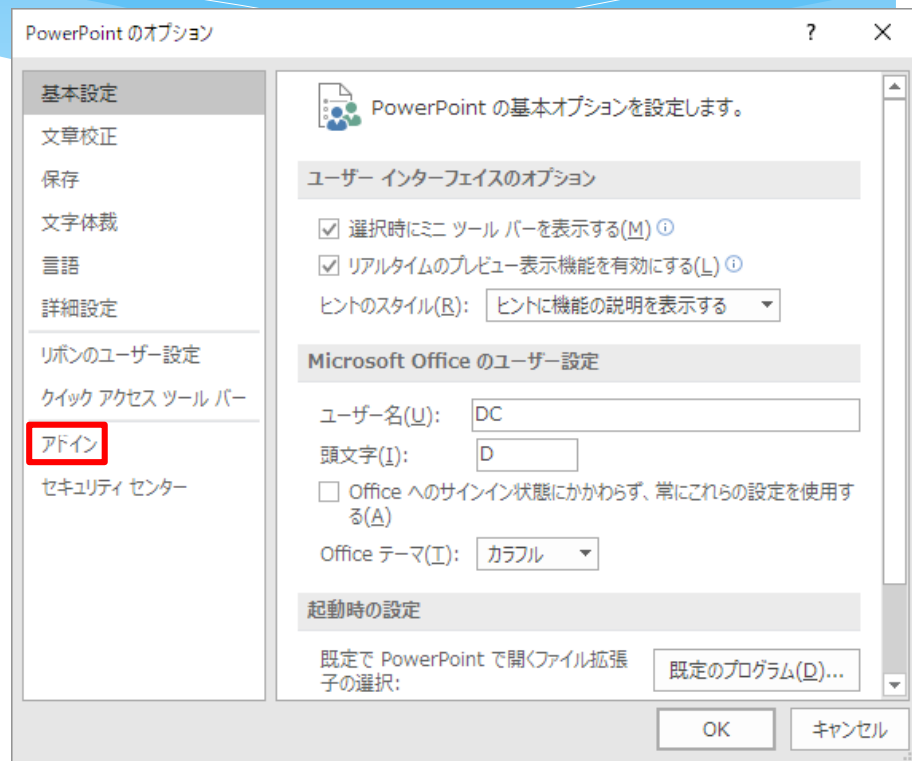 PowerPoint のオプション
?
基本設定
文章校正
保存
文字体裁
言語
詳細設定
リボンのユーザー設定
クイック アクセス ツール バー
アドイン
セキュリティ センター
PowerPoint の基本オプションを設定します。
ユーザー インターフェイスのオプション
選択時にミニ ツール バーを表示する(M)
リアルタイムのプレビュー表示機能を有効にする(L)
ヒントのスタイル(R): ヒントに機能の説明を表示する
Microsoft Office のユーザー設定
ユーザー名(U): DC
頭文字(I): D
Office へのサインイン状態にかかわらず、常にこれらの設定を使用す
る(A)
Office テーマ(T): カラフル
起動時の設定
既定で PowerPoint で開くファイル拡張
子の選択:
既定のプログラム(D)...
OK キャンセル